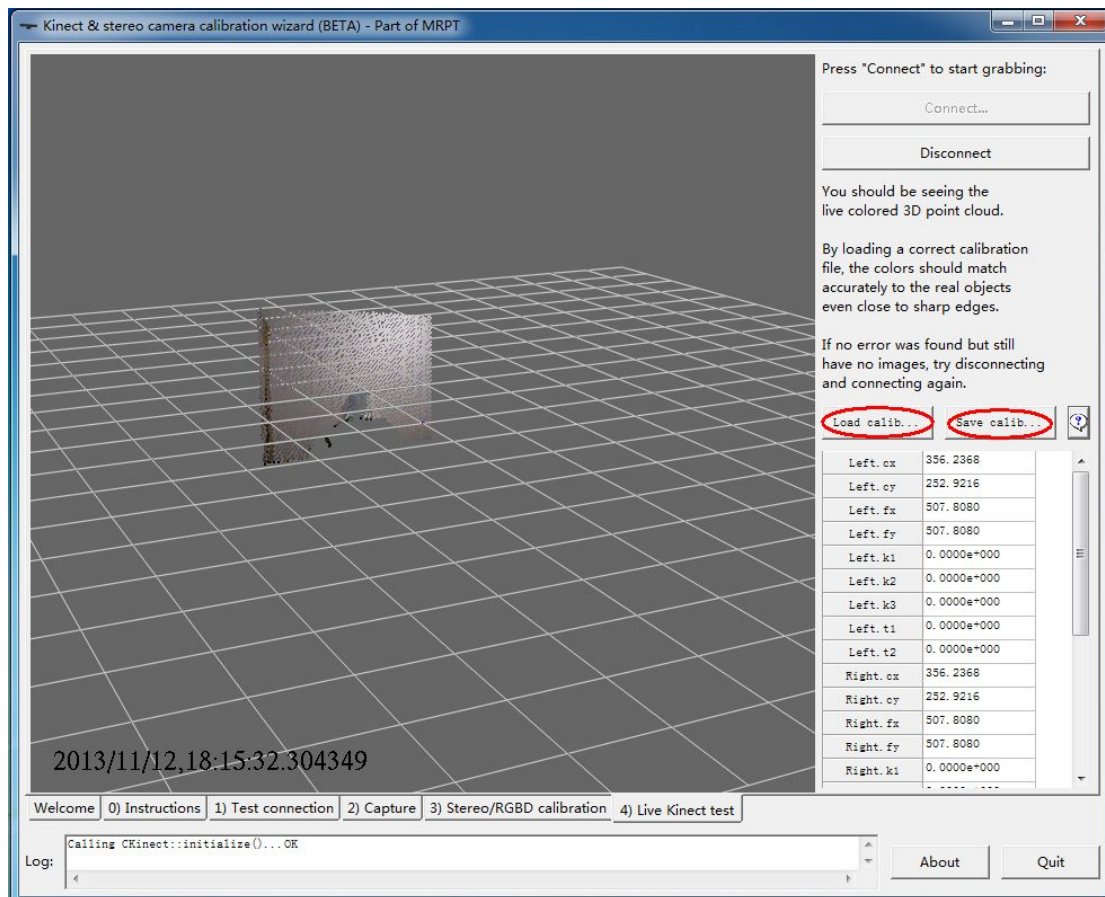 Kinect & stereo camera calibration wizard (BETA) - Part of MRPT
Press "Connect" to start grabbing:
Connect...
Disconnect
You should be seeing the
live colored 3D point cloud.
By loading a correct calibration
file, the colors should match
accurately to the real objects
even close to sharp edges.
If no error was found but still
have no images, try disconnecting
and connecting again.
Load calib... Save calib...
Left.cx 356.2368
Left.cy 252.9216
Left.fx 507.8080
Left.fy 507.8080
Left.k1 0.0000e+000
Left.k2 0.0000e+000
Left.k3 0.0000e+000
Left.t1 0.0000e+000
Left.t2 0.0000e+000
Right.cx 356.2368
Right.cy 252.9216
Right.fx 507.8080
Right.fy 507.8080
Right.k1 0.0000e+000
2013/11/12,18:15:32.304349
Welcome 0) Instructions 1) Test connection 2) Capture 3) Stereo/RGBD calibration 4) Live Kinect test
Log: Calling CKinect::initialize()...OK
About Quit